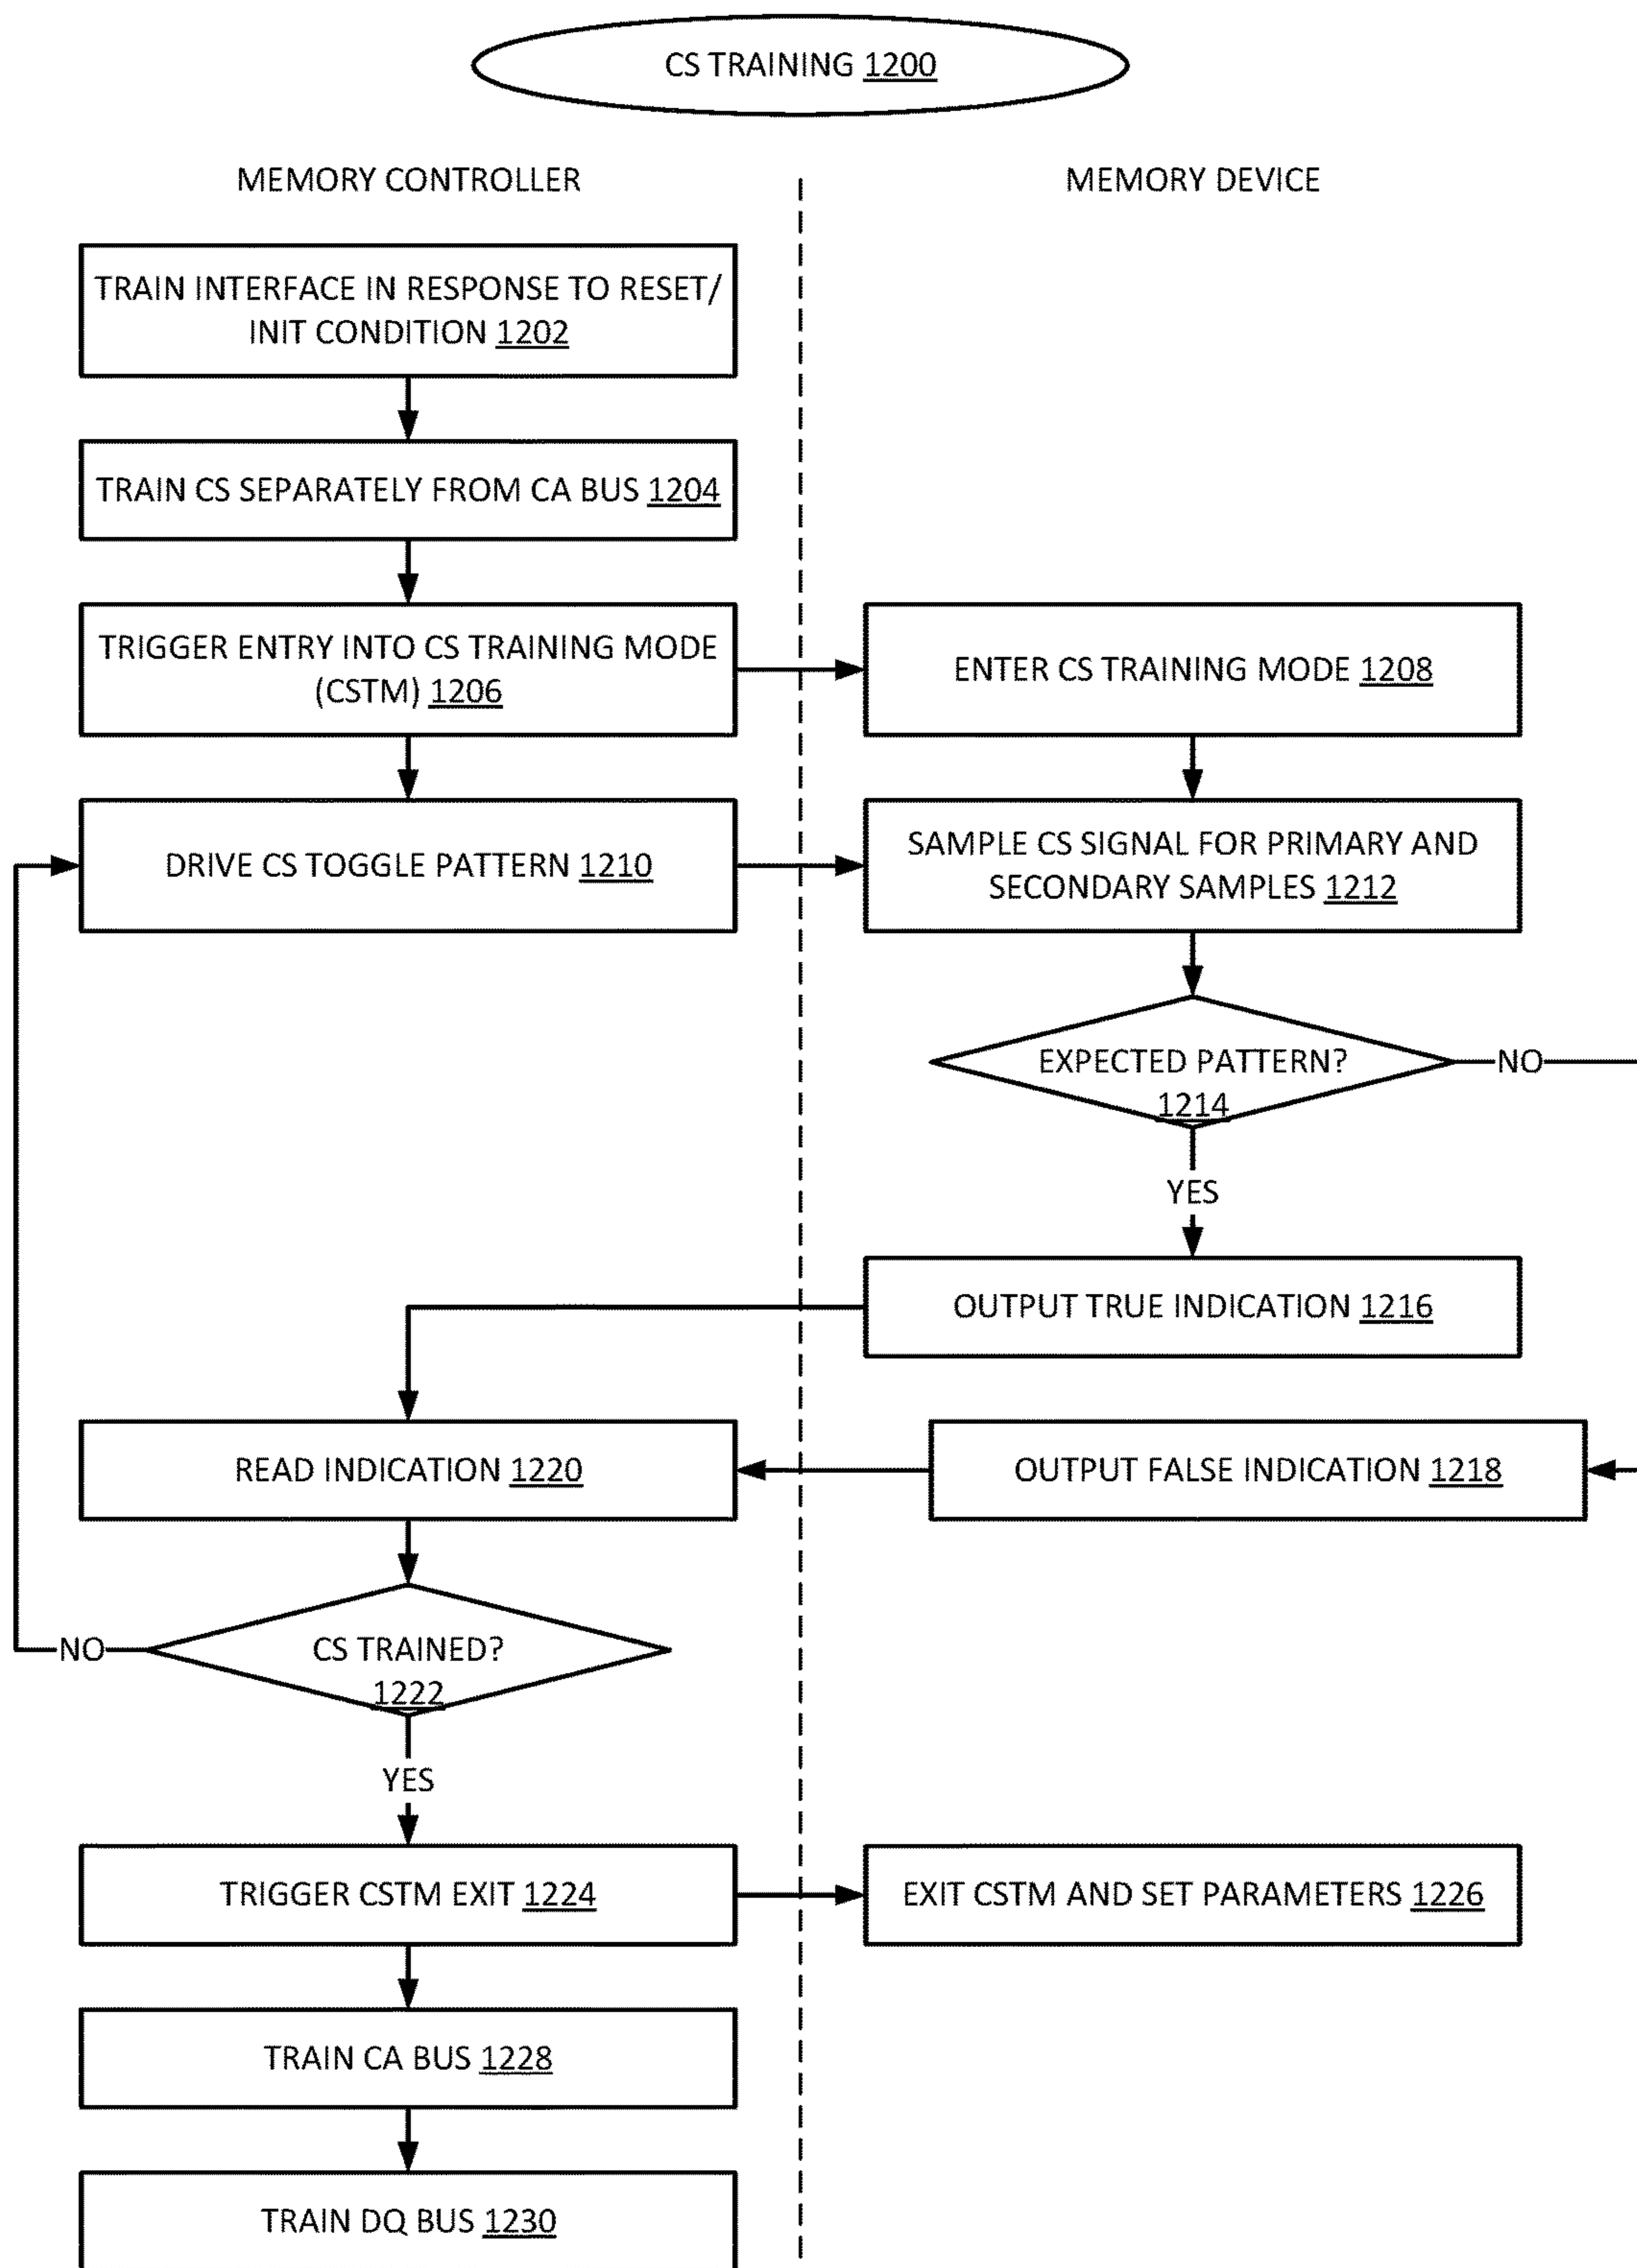 CS TRAINING 1200
MEMORY CONTROLLER
MEMORY DEVICE
TRAIN INTERFACE IN RESPONSE TO RESET/
INIT CONDITION 1202
TRAIN CS SEPARATELY FROM CA BUS 1204
TRIGGER ENTRY INTO CS TRAINING MODE
(CSTM) 1206
ENTER CS TRAINING MODE 1208
DRIVE CS TOGGLE PATTERN 1210
SAMPLE CS SIGNAL FOR PRIMARY AND
SECONDARY SAMPLES 1212
EXPECTED PATTERN?
1214
NO
YES
OUTPUT TRUE INDICATION 1216
READ INDICATION 1220
OUTPUT FALSE INDICATION 1218
CS TRAINED?
1222
NO
YES
TRIGGER CSTM EXIT 1224
EXIT CSTM AND SET PARAMETERS 1226
TRAIN CA BUS 1228
TRAIN DQ BUS 1230